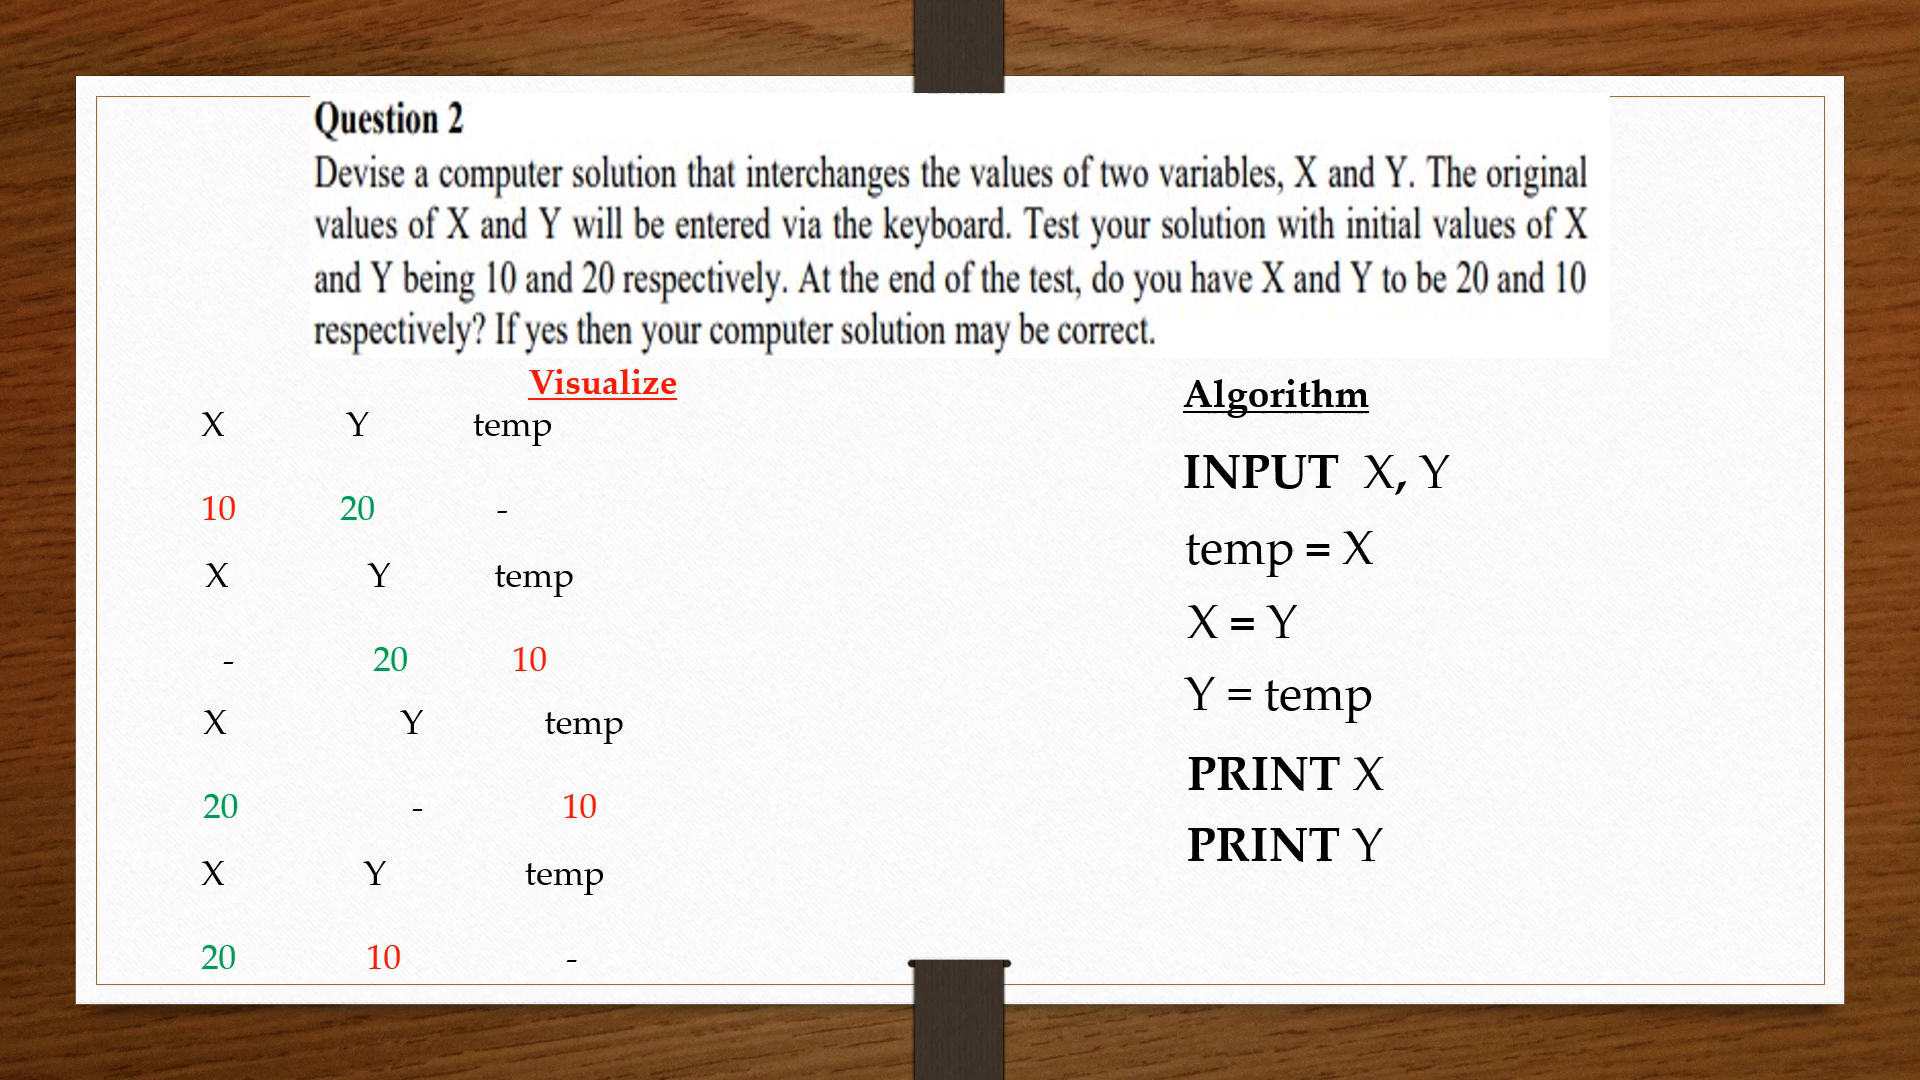 Question 2
Devise a computer solution that interchanges the values of two variables, X and Y. The original
values of X and Y will be entered via the keyboard. Test your solution with initial values of X
and Y being 10 and 20 respectively. At the end of the test, do you have X and Y to be 20 and 10
respectively? If yes then your computer solution may be correct.
Visualize
X Y temp
10 20 -
X Y temp
- 20 10
X Y temp
20 - 10
X Y temp
20 10 -
Algorithm
INPUT X, Y
temp = X
X = Y
Y = temp
PRINT X
PRINT Y